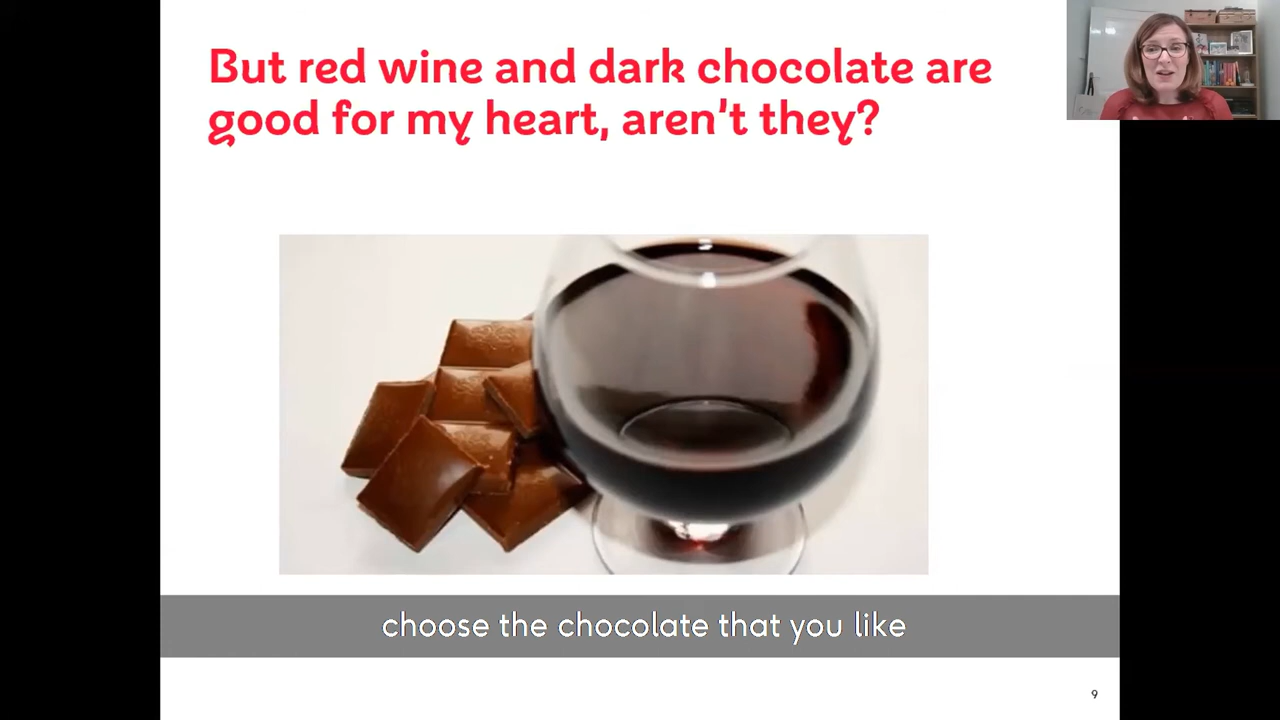 But red wine and dark chocolate are
good for my heart, aren't they?
choose the chocolate that you like
9